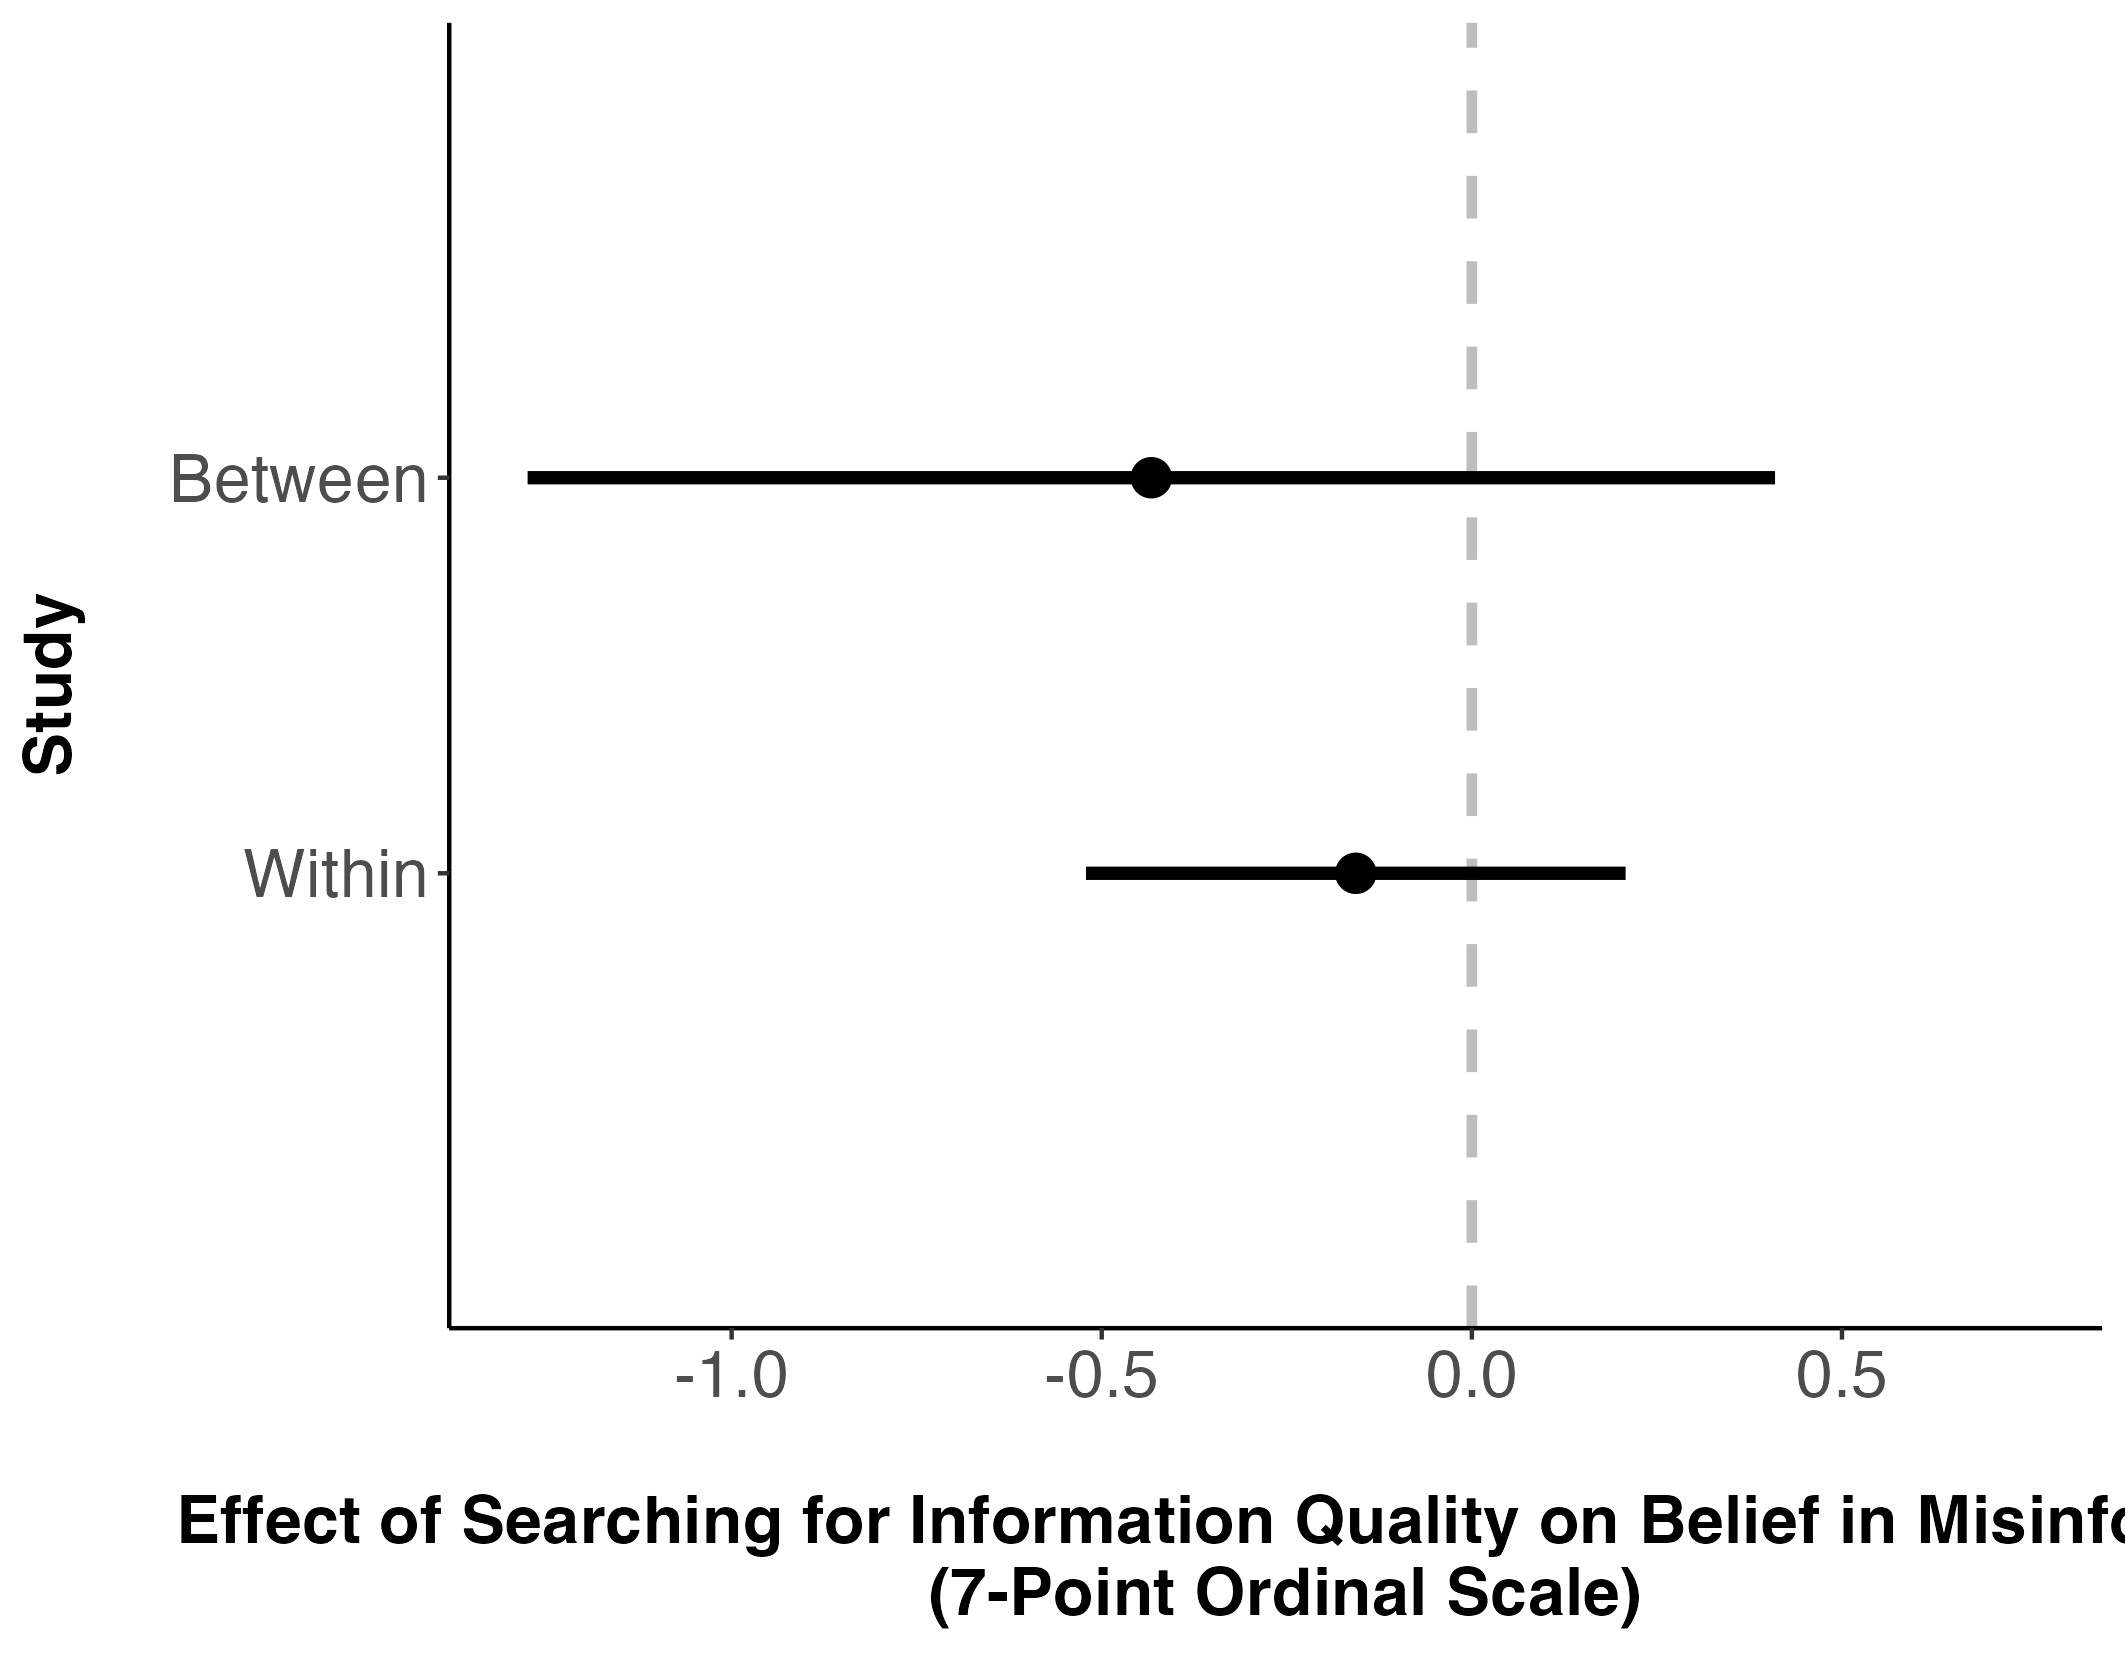 Study
Between
Within
-1.0
-0.5
0.0
0.5
Effect of Searching for Information Quality on Belief in
(7-Point Ordinal Scale)